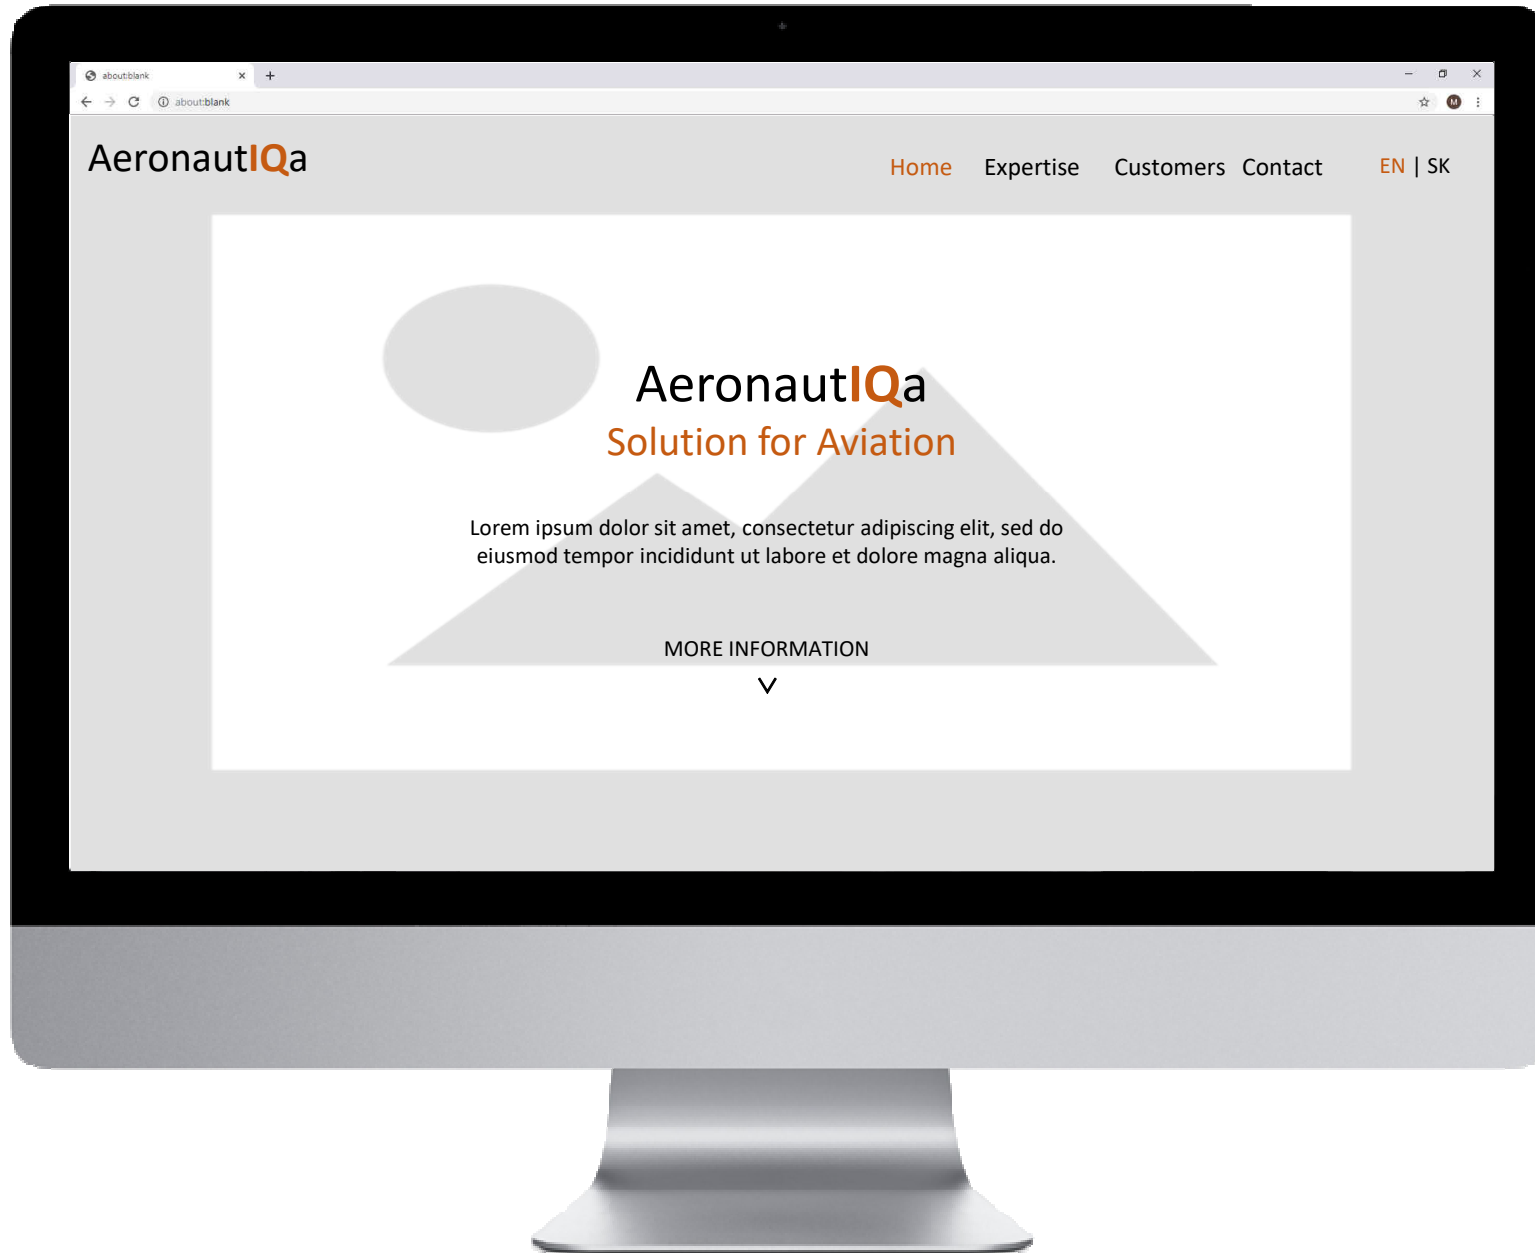 about:blank
about:blank
M
AeronautIQa
Home Expertise Customers Contact EN | SK
AeronautIQa
Solution for Aviation
Lorem ipsum dolor sit amet, consectetur adipiscing elit, sed do
eiusmod tempor incididunt ut labore et dolore magna aliqua.
MORE INFORMATION